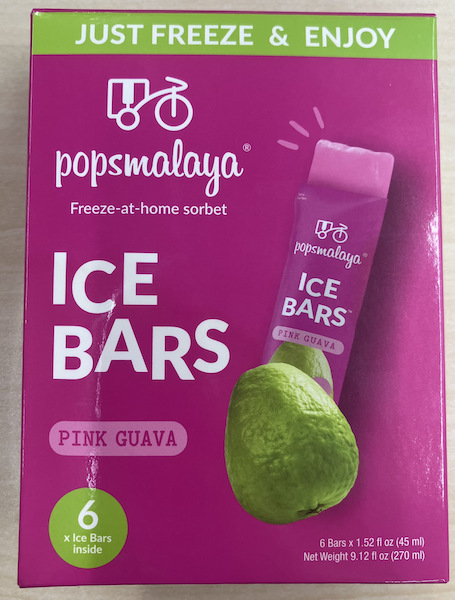 JUST FREEZE & ENJOY
popsmalaya®
Freeze-at-home sorbet
ICE
BARS
PINK GUAVA
popsmalaya®
ICE
BARS™
PINK GUAVA
6
x Ice Bars
inside
6 Bars x 1.52 fl oz (45 ml)
Net Weight 9.12 fl oz (270 ml)